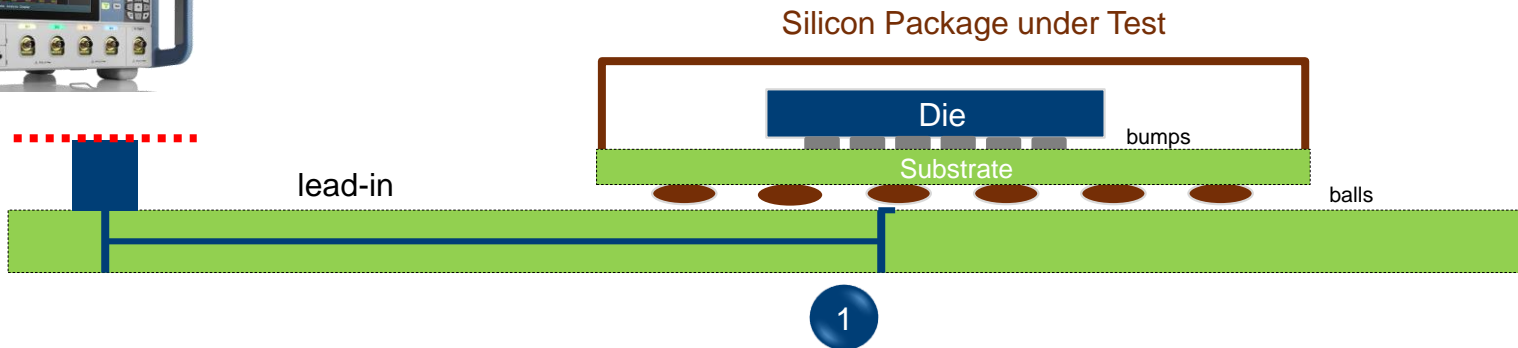 Silicon Package under Test
Die
bumps
Substrate
lead-in
balls
1